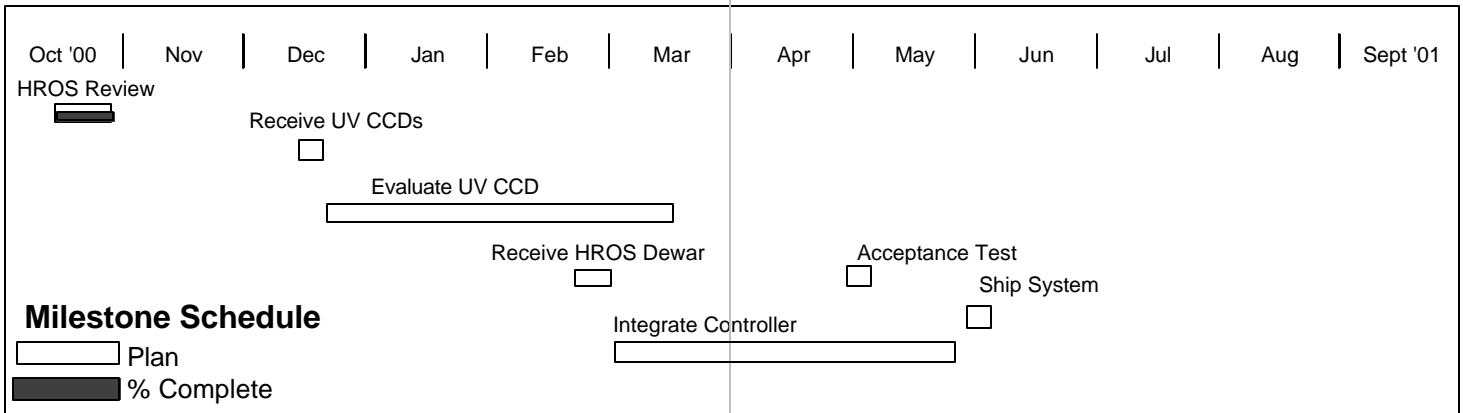 Oct '00 Nov Dec Jan Feb Mar Apr May Jun Jul Aug Sept '01
HROS Review
Receive UV CCDs
Evaluate UV CCD
Receive HROS Dewar
Acceptance Test
Ship System
Integrate Controller
Milestone Schedule
Plan
% Complete